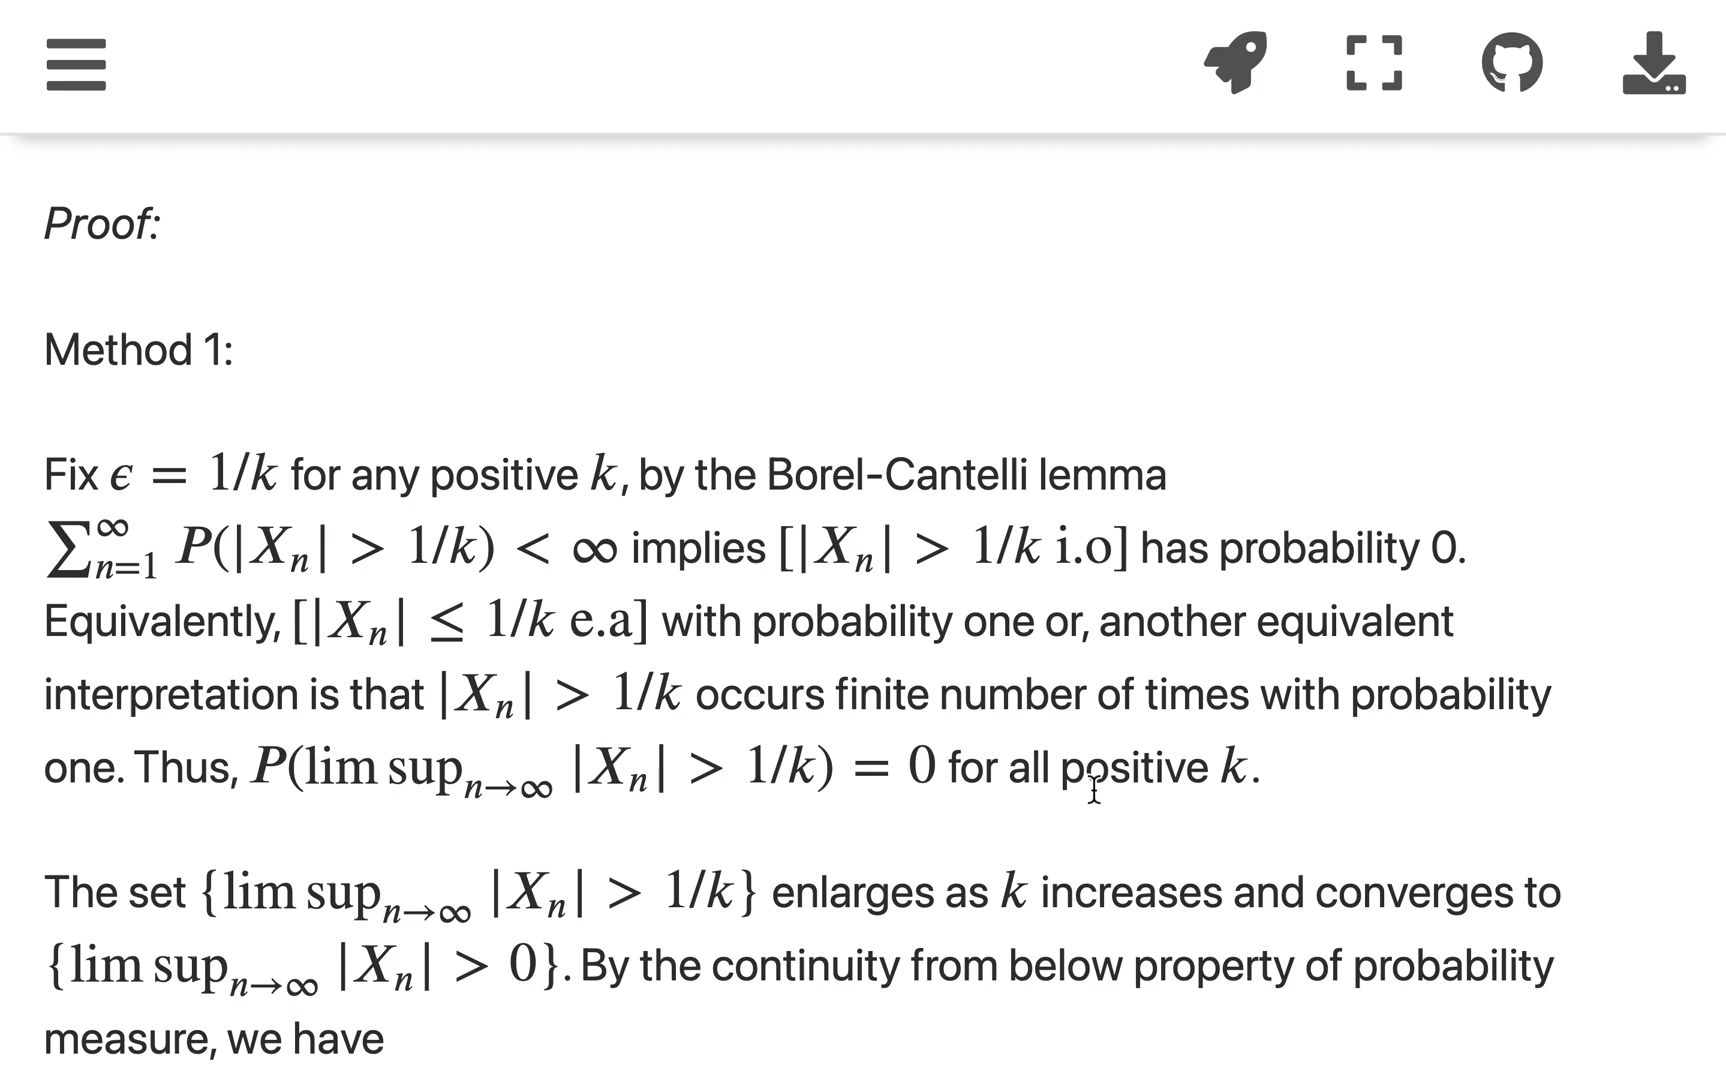 Proof:
Method 1:
Fix ϵ = 1/k for any positive k, by the Borel-Cantelli lemma
∑_{n=1}^{∞} P(|X_n| > 1/k) < ∞ implies [|X_n| > 1/k i.o] has probability 0.
Equivalently, [|X_n| ≤ 1/k e.a] with probability one or, another equivalent
interpretation is that |X_n| > 1/k occurs finite number of times with probability
one. Thus, P(lim sup_{n→∞} |X_n| > 1/k) = 0 for all positive k.
The set {lim sup_{n→∞} |X_n| > 1/k} enlarges as k increases and converges to
{lim sup_{n→∞} |X_n| > 0}. By the continuity from below property of probability
measure, we have